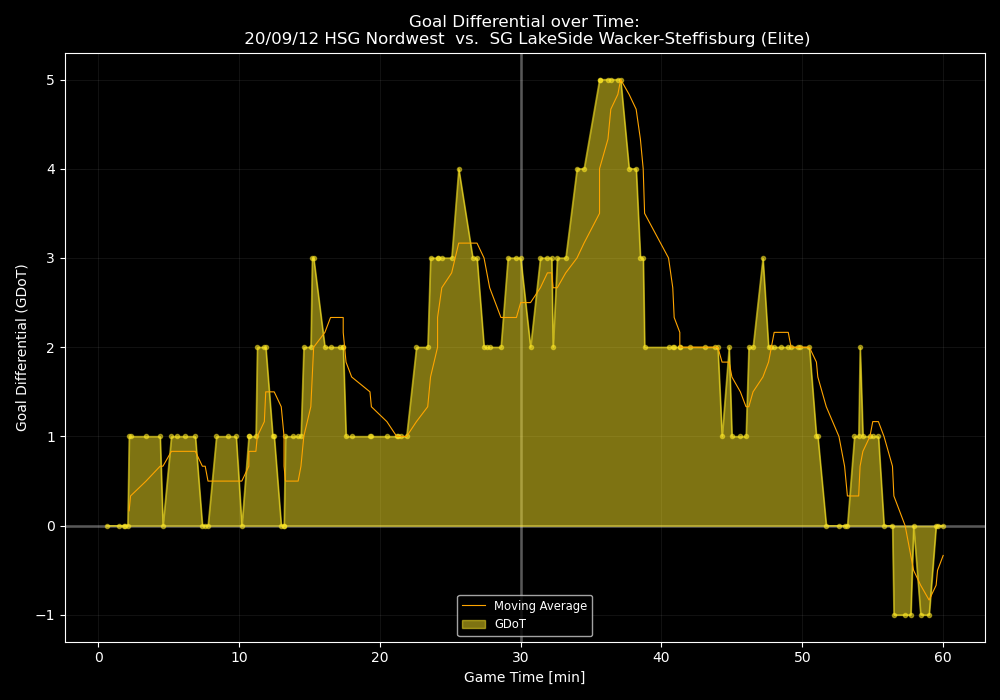 Goal Differential over Time:
20/09/12 HSG Nordwest  vs.  SG LakeSide Wacker-Steffisburg (Elite)
Goal Differential (GDoT)
5
4
3
2
1
0
−1
Moving Average
GDoT
0 10 20 30 40 50 60
Game Time [min]